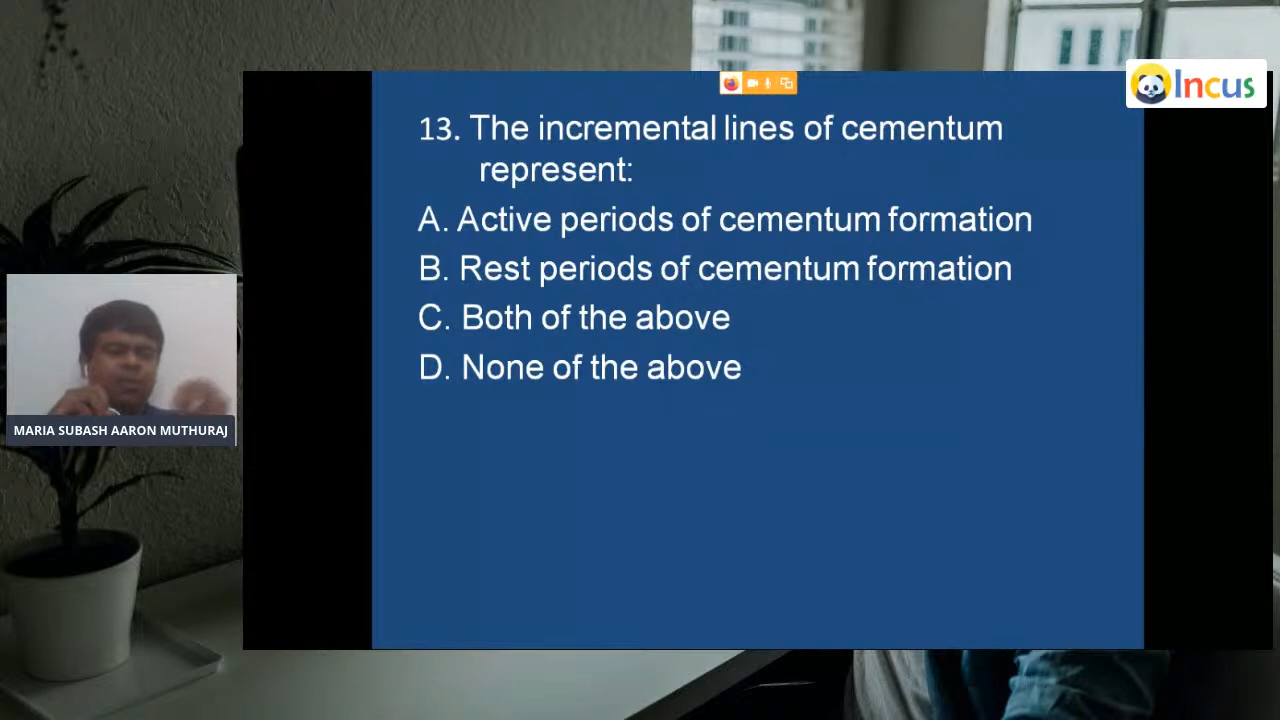 Incus
13. The incremental lines of cementum
represent:
A. Active periods of cementum formation
B. Rest periods of cementum formation
C. Both of the above
D. None of the above
MARIA SUBASH AARON MUTHURAJ